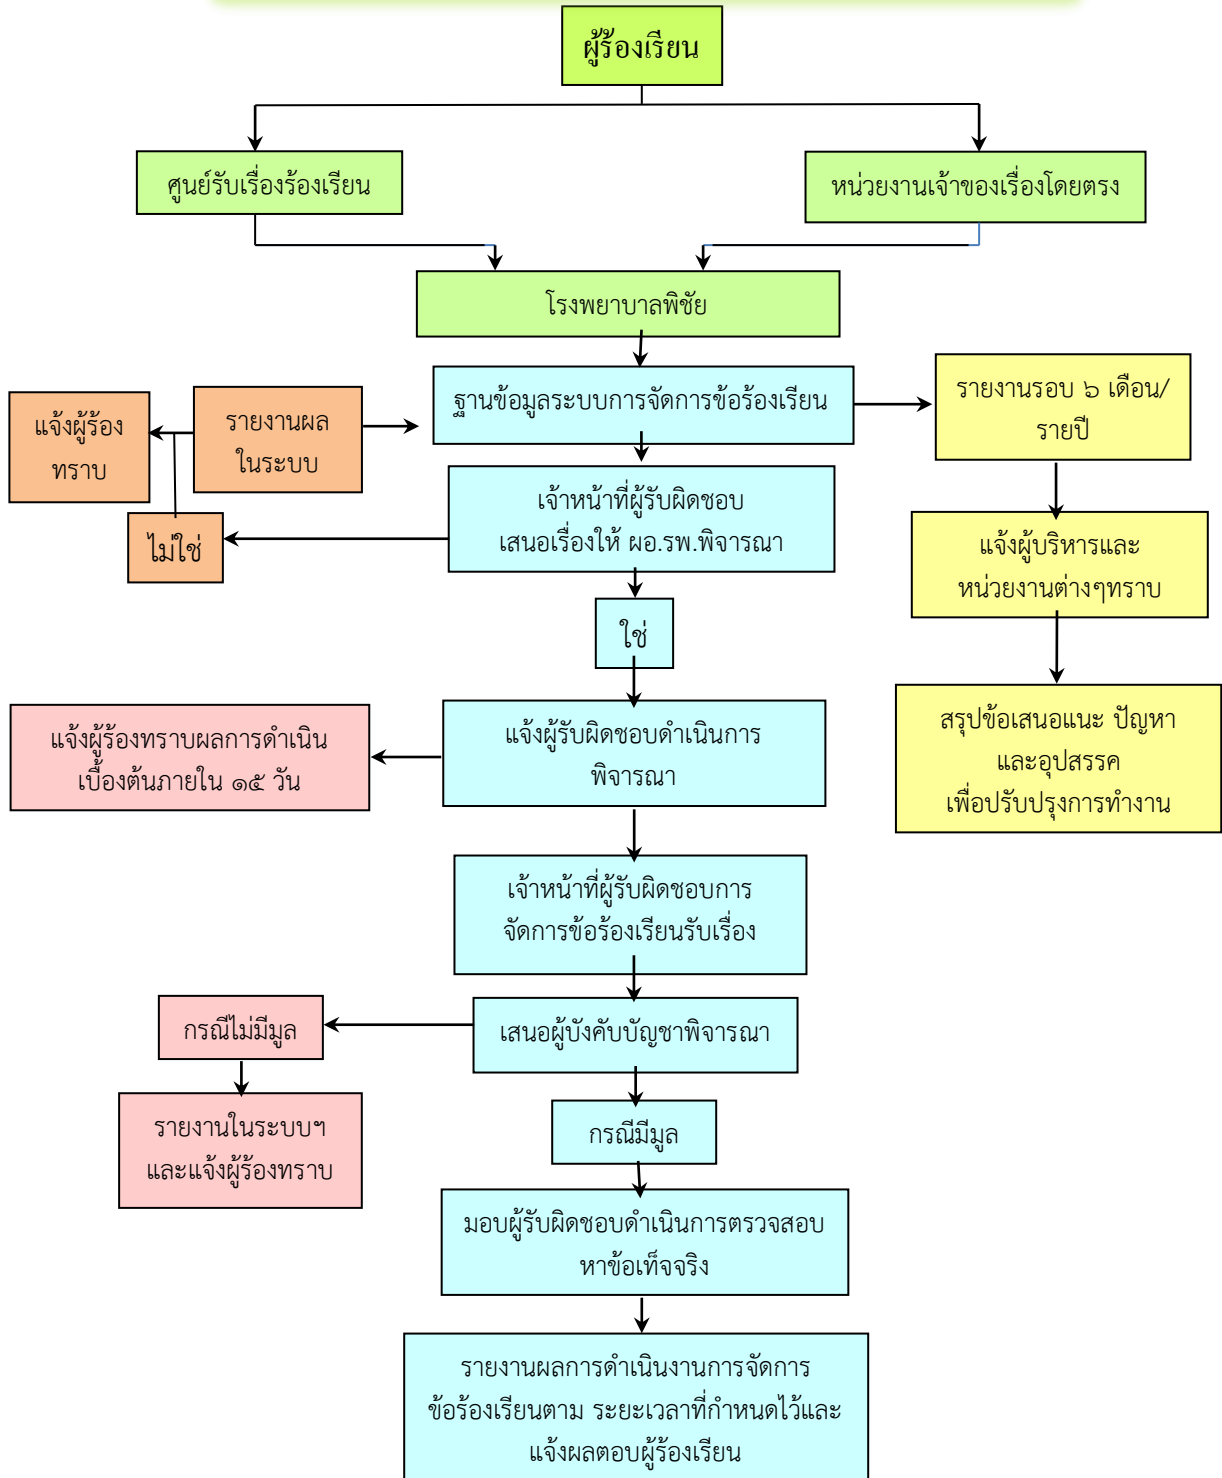 ผู้ร้องเรียน
ศูนย์รับเรื่องร้องเรียน
หน่วยงานเจ้าของเรื่องโดยตรง
โรงพยาบาลพิชัย
ฐานข้อมูลระบบการจัดการข้อร้องเรียน
รายงานรอบ ๖ เดือน/
รายปี
แจ้งผู้ร้อง
ทราบ
รายงานผล
ในระบบ
เจ้าหน้าที่ผู้รับผิดชอบ
เสนอเรื่องให้ ผอ.รพ.พิจารณา
ไม่ใช่
แจ้งผู้บริหารและ
หน่วยงานต่างๆทราบ
ใช่
แจ้งผู้ร้องทราบผลการดำเนิน
เบื้องต้นภายใน ๑๕ วัน
แจ้งผู้รับผิดชอบดำเนินการ
พิจารณา
สรุปข้อเสนอแนะ ปัญหา
และอุปสรรค
เพื่อปรับปรุงการทำงาน
เจ้าหน้าที่ผู้รับผิดชอบการ
จัดการข้อร้องเรียนรับเรื่อง
กรณีไม่มีมูล
เสนอผู้บังคับบัญชาพิจารณา
รายงานในระบบฯ
และแจ้งผู้ร้องทราบ
กรณีมีมูล
มอบผู้รับผิดชอบดำเนินการตรวจสอบ
หาข้อเท็จจริง
รายงานผลการดำเนินงานการจัดการ
ข้อร้องเรียนตาม ระยะเวลาที่กำหนดไว้และ
แจ้งผลตอบผู้ร้องเรียน